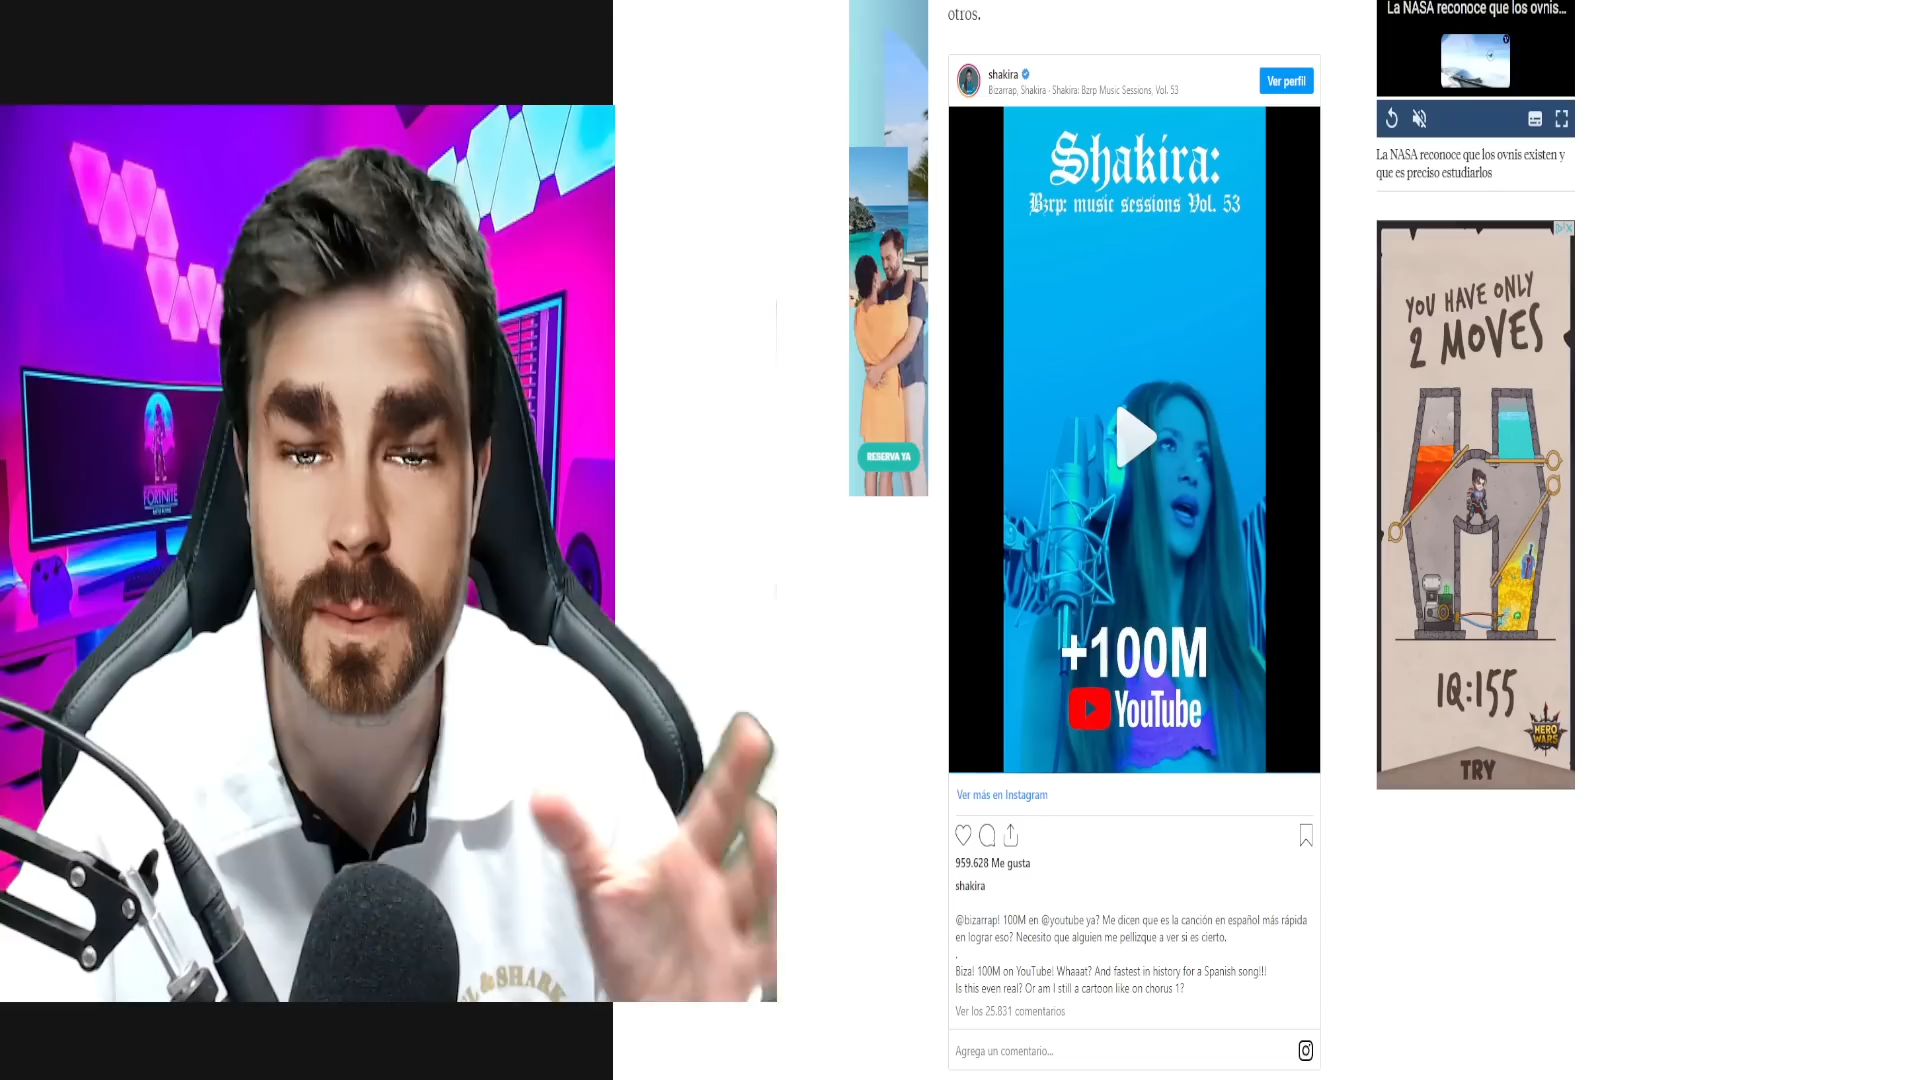 otros.
shakira
Bizarrap, Shakira · Shakira: Bzrp Music Sessions, Vol. 53
Ver perfil
Shakira:
Bzrp: music sessions Vol. 53
+100M
YouTube
Ver más en Instagram
959.628 Me gusta
shakira
@bizarrap! 100M en @youtube ya? Me dicen que es la canción en español más rápida
en lograr eso? Necesito que alguien me pellizque a ver si es cierto.
.
Biza! 100M on YouTube! Whaaat? And fastest in history for a Spanish song!!!
Is this even real? Or am I still a cartoon like on chorus 1?
Ver los 25.831 comentarios
Agrega un comentario...
RESERVA YA
FORTNITE
L & SHARK
La NASA reconoce que los ovnis...
La NASA reconoce que los ovnis existen y
que es preciso estudiarlos
YOU HAVE ONLY
2 MOVES
IQ:155
HERO
WARS
TRY